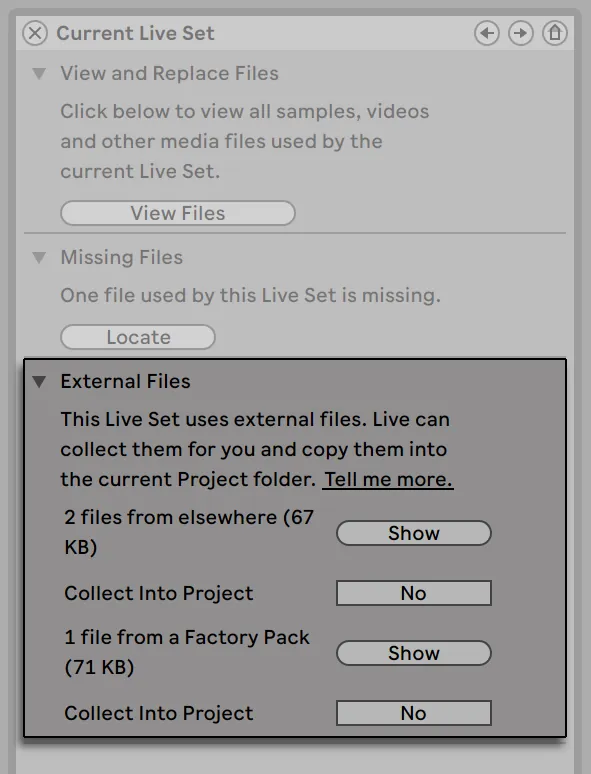 Current Live Set
View and Replace Files
Click below to view all samples, videos
and other media files used by the
current Live Set.
View Files
Missing Files
One file used by this Live Set is missing.
Locate
External Files
This Live Set uses external files. Live can
collect them for you and copy them into
the current Project folder. Tell me more.
2 files from elsewhere (67
KB)
Show
Collect Into Project
No
1 file from a Factory Pack
(71 KB)
Show
Collect Into Project
No